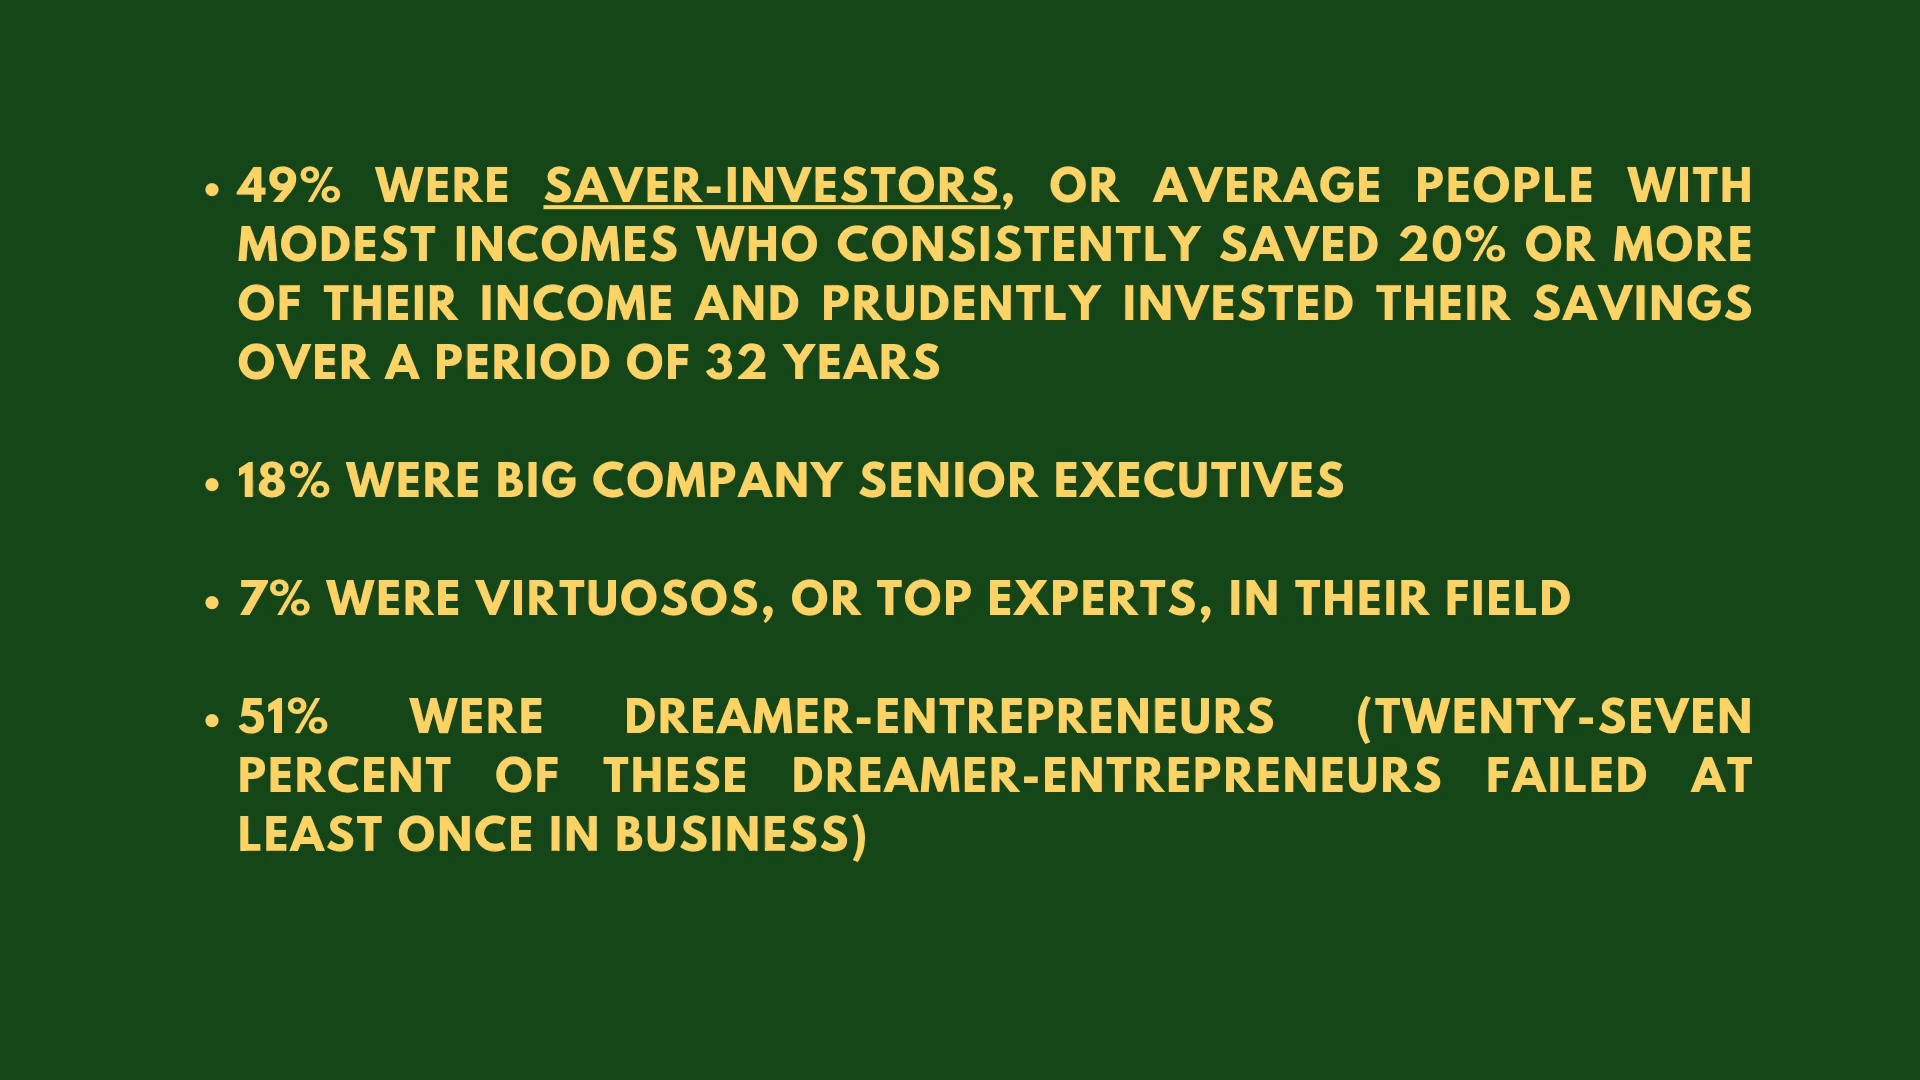 • 49% WERE SAVER-INVESTORS, OR AVERAGE PEOPLE WITH
MODEST INCOMES WHO CONSISTENTLY SAVED 20% OR MORE
OF THEIR INCOME AND PRUDENTLY INVESTED THEIR SAVINGS
OVER A PERIOD OF 32 YEARS
• 18% WERE BIG COMPANY SENIOR EXECUTIVES
• 7% WERE VIRTUOSOS, OR TOP EXPERTS, IN THEIR FIELD
• 51% WERE DREAMER-ENTREPRENEURS (TWENTY-SEVEN
PERCENT OF THESE DREAMER-ENTREPRENEURS FAILED AT
LEAST ONCE IN BUSINESS)